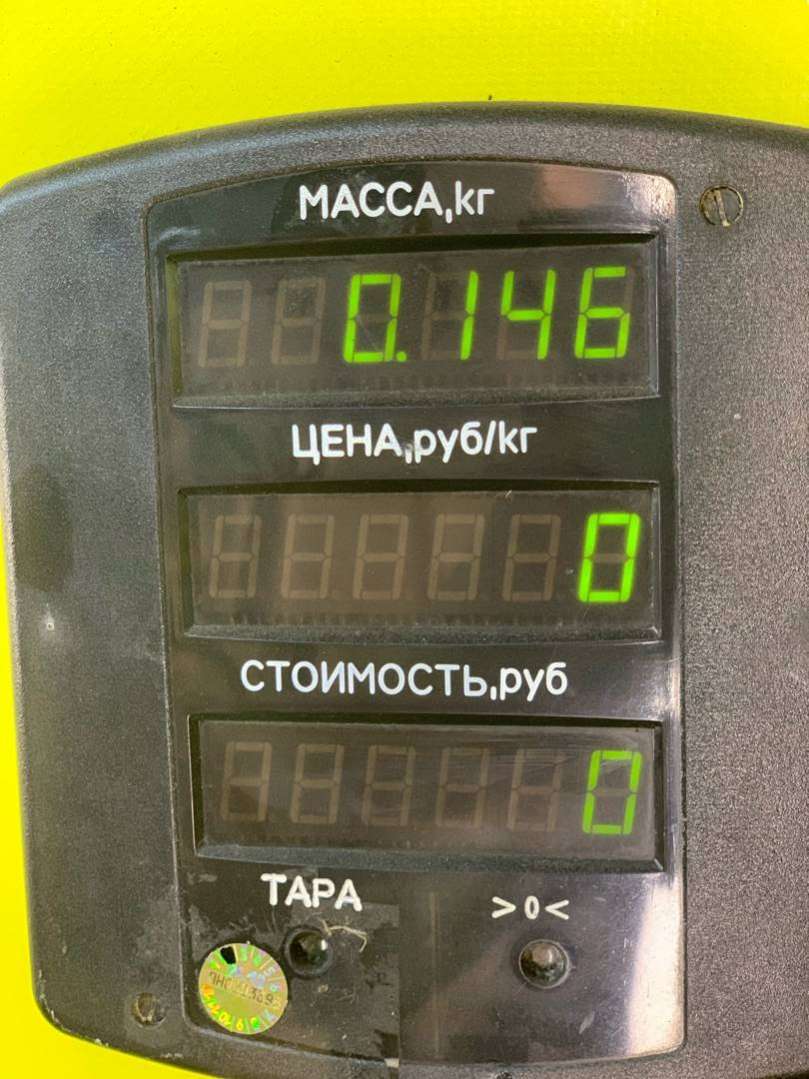 МАССА,кг
0.146
ЦЕНА,руб/кг
0
СТОИМОСТЬ,руб
0
ТАРА >0<